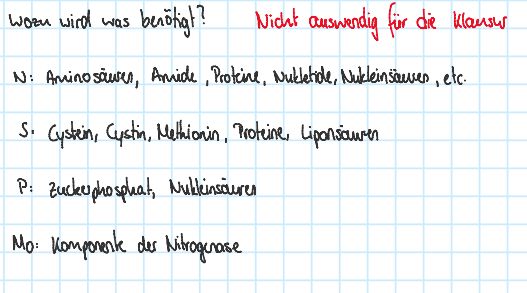 Wozu wird was benötigt? Nicht auswendig für die Klausur
N: Aminosäuren, Amide, Proteine, Nukletide, Nukleinsäuren, etc.
S: Cystein, Cystin, Methionin, Proteine, Liponsäuren
P: Zuckerphosphat, Nukleinsäuren
Mo: Komponente der Nitrogenase